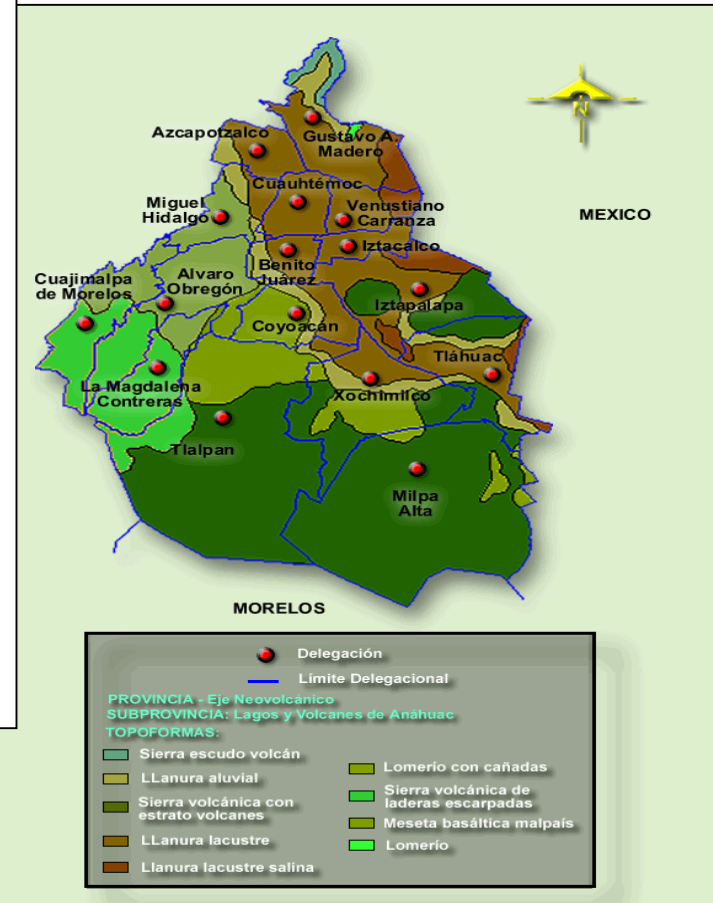 N
Azcapotzalco
Gustavo A.
Madero
Cuauhtémoc
Miguel
Hidalgo
Venustiano
Carranza
MEXICO
Iztacalco
Benito
Juárez
Cuajimalpa
de Morelos
Alvaro
Obregón
Iztapalapa
Coyoacán
Tláhuac
La Magdalena
Contreras
Xochimilco
Tlalpan
Milpa
Alta
MORELOS
Delegación
Límite Delegacional
PROVINCIA - Eje Neovolcánico
SUBPROVINCIA: Lagos y Volcanes de Anáhuac
TOPOFORMAS:
Sierra escudo volcán
LLanura aluvial
Sierra volcánica con
estrato volcanes
LLanura lacustre
Llanura lacustre salina
Lomerío con cañadas
Sierra volcánica de
laderas escarpadas
Meseta basáltica malpaís
Lomerío